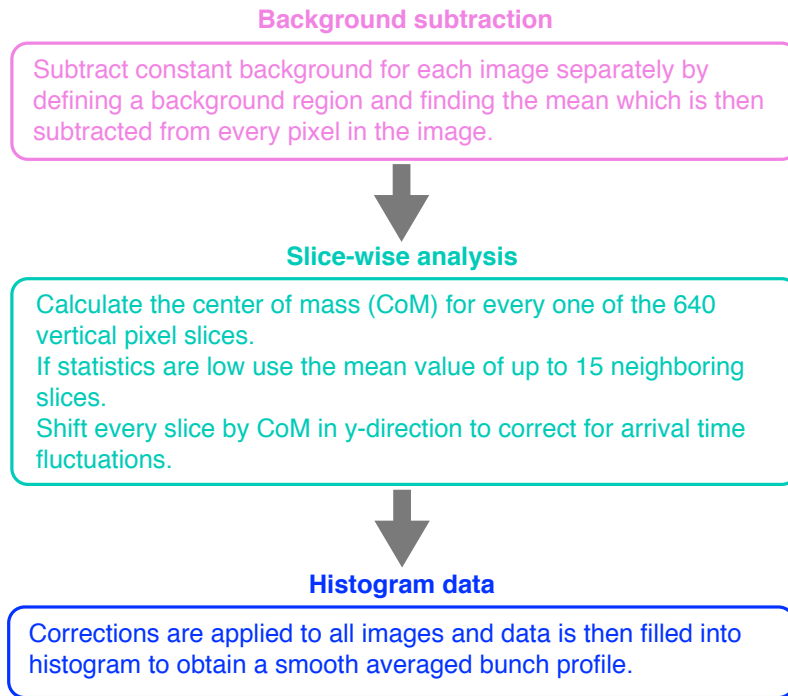 Background subtraction
Subtract constant background for each image separately by
defining a background region and finding the mean which is then
subtracted from every pixel in the image.
Slice-wise analysis
Calculate the center of mass (CoM) for every one of the 640
vertical pixel slices.
If statistics are low use the mean value of up to 15 neighboring
slices.
Shift every slice by CoM in y-direction to correct for arrival time
fluctuations.
Histogram data
Corrections are applied to all images and data is then filled into
histogram to obtain a smooth averaged bunch profile.